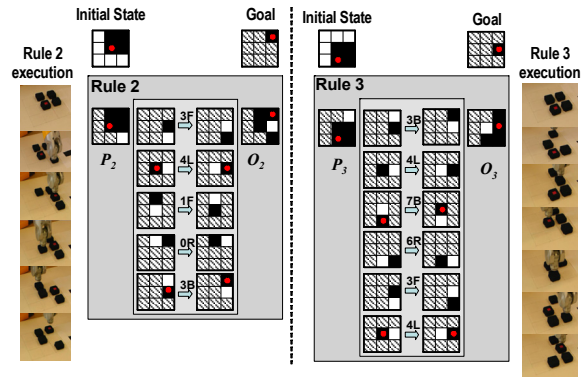 Initial State
Goal
Rule 2
execution
Rule 2
P2
3F
4L
1F
0R
3B
O2
Initial State
Goal
Rule 3
execution
Rule 3
P3
3B
4L
7B
6R
3F
4L
O3